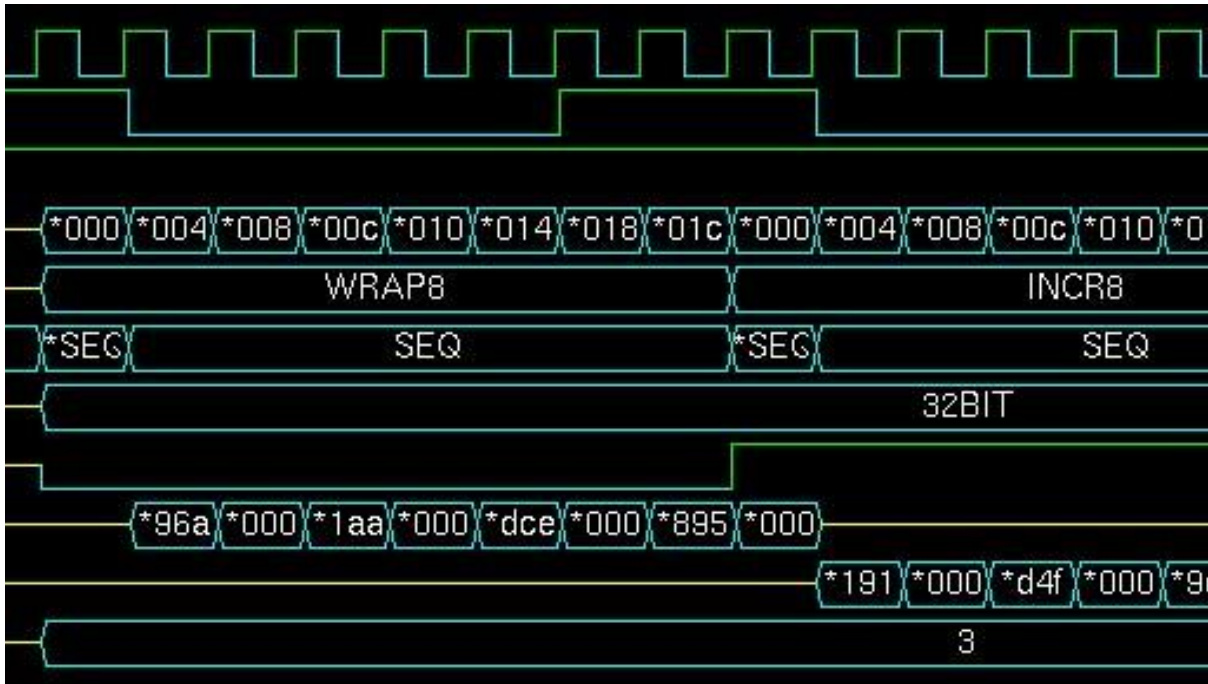 *000 *004 *008 *00c *010 *014 *018 *01c *000 *004 *008 *00c *010 *0
WRAP8 INCR8
*SEQ SEQ *SEQ SEQ
32BIT
*96a *000 *1aa *000 *dce *000 *895 *000
*191 *000 *d4f *000
3